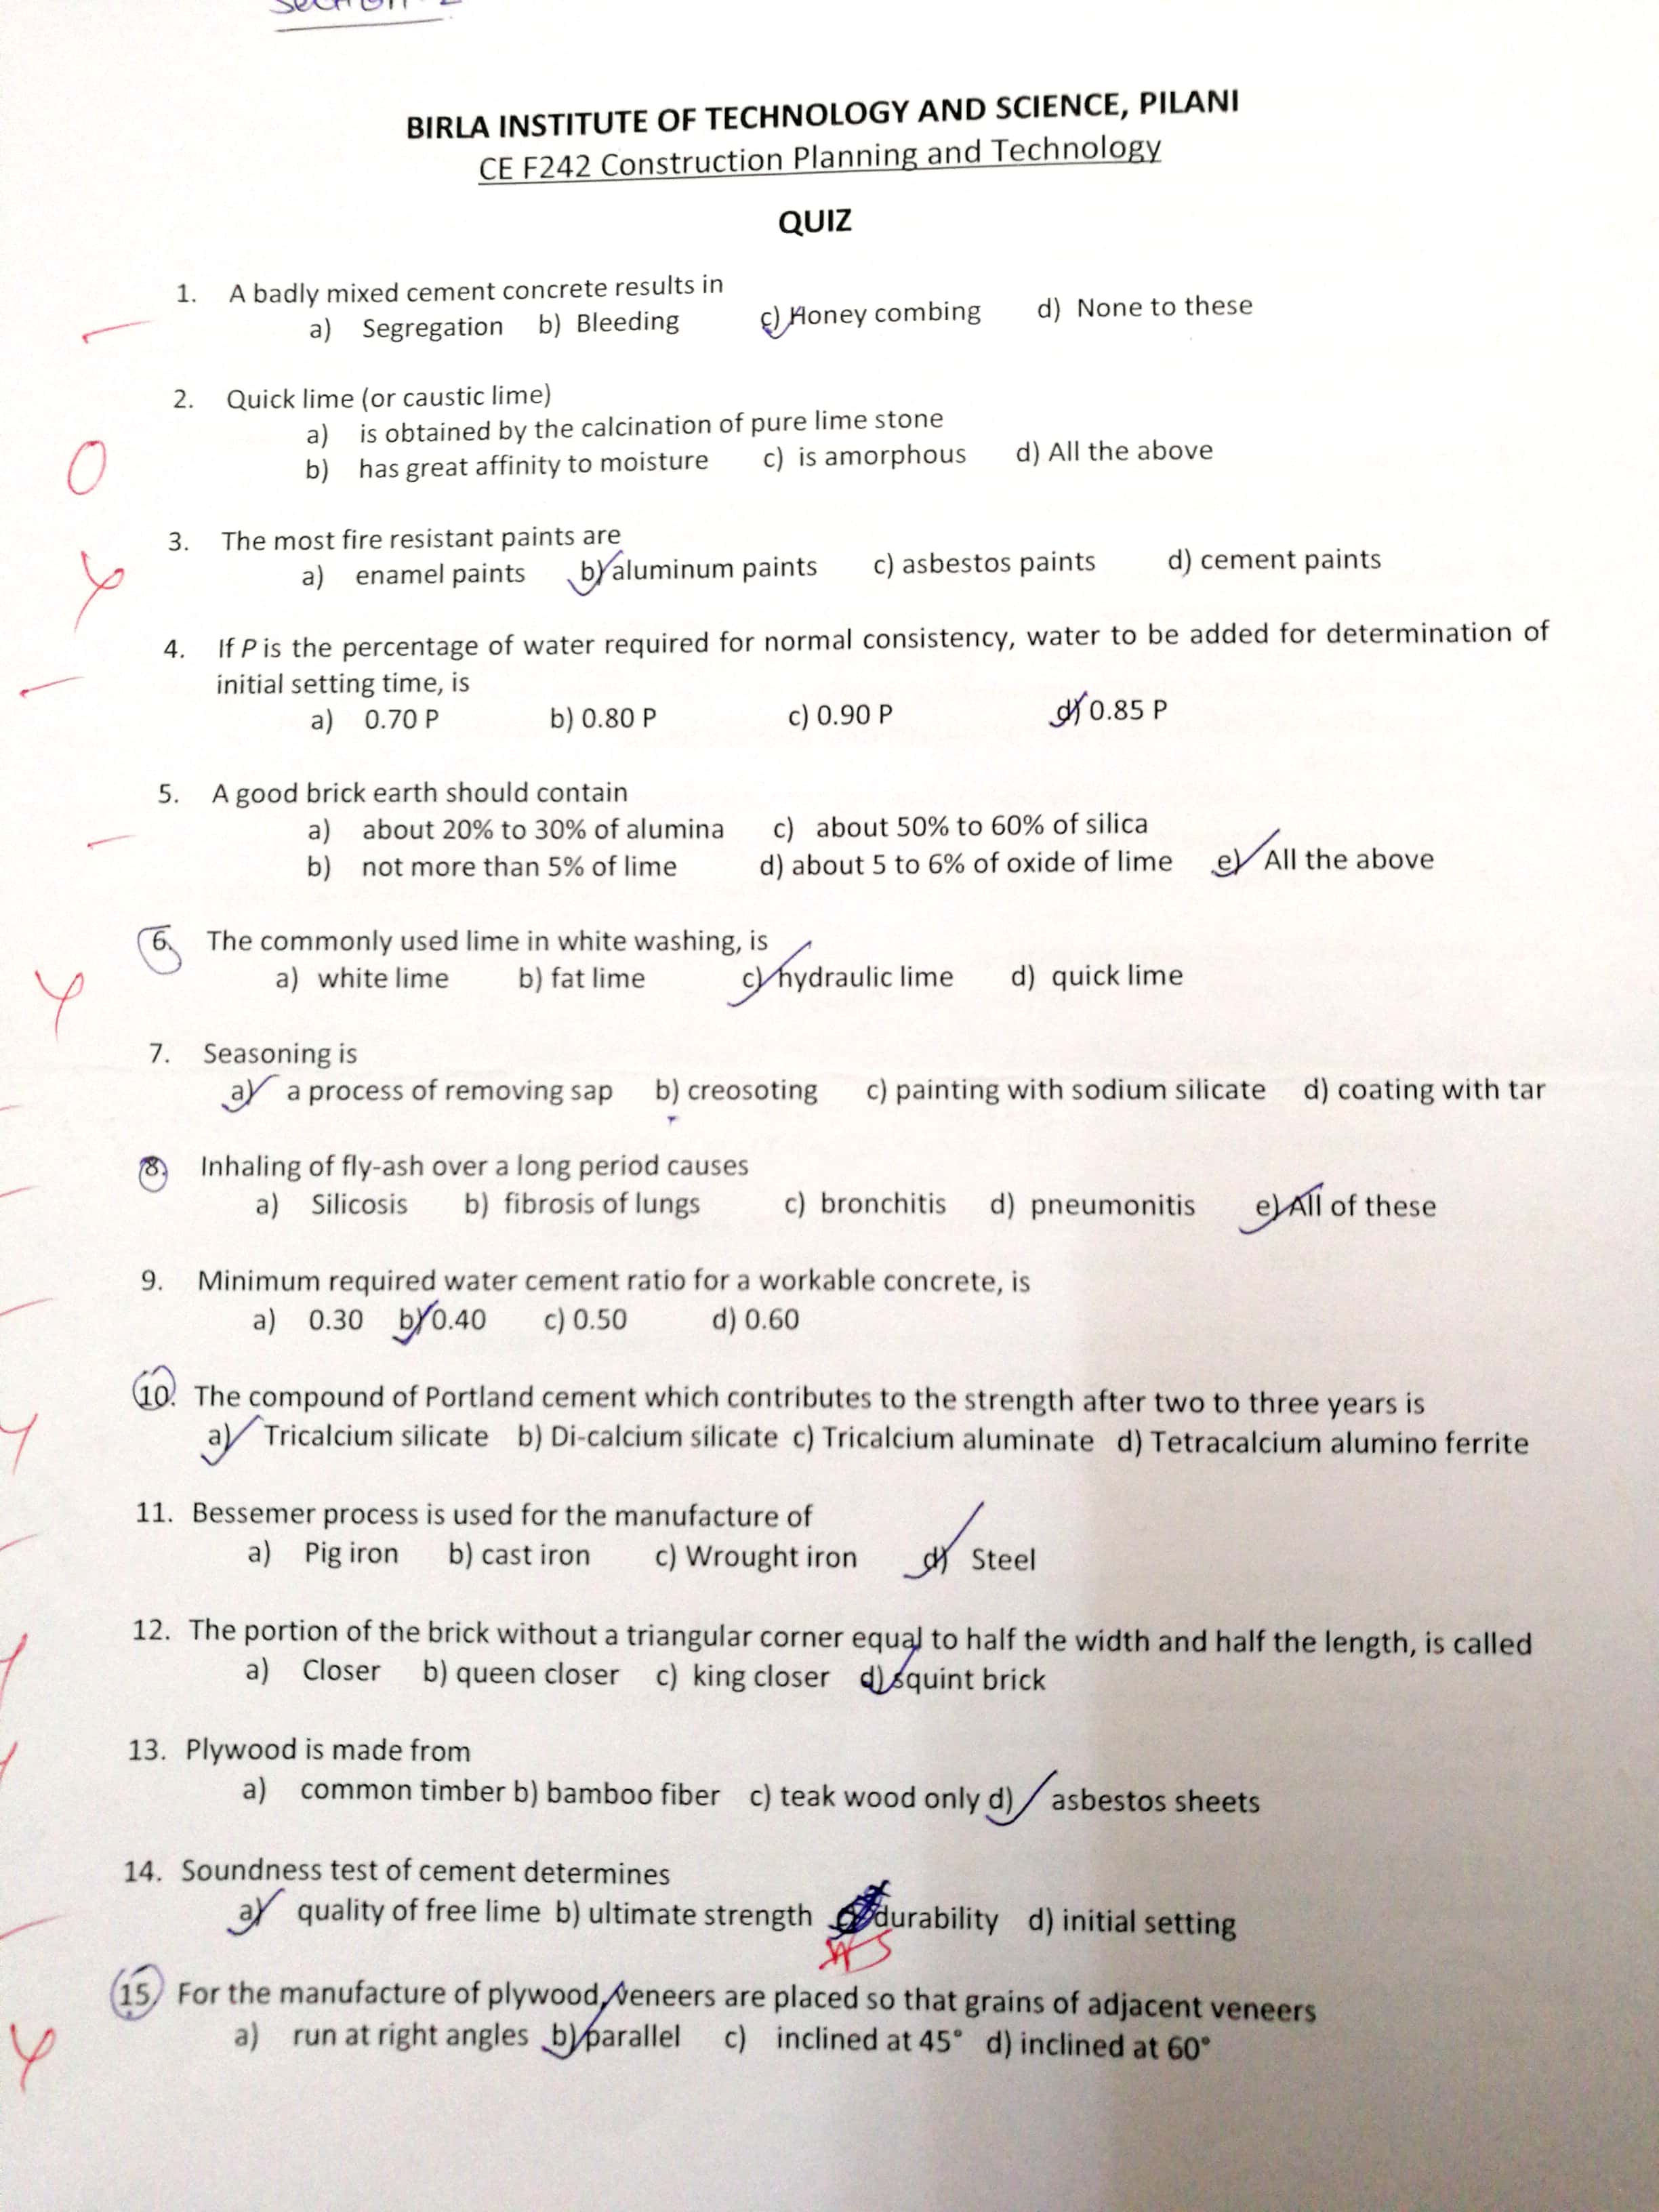 Section - 2
BIRLA INSTITUTE OF TECHNOLOGY AND SCIENCE, PILANI
CE F242 Construction Planning and Technology
QUIZ
1. A badly mixed cement concrete results in
a) Segregation b) Bleeding c) Honey combing d) None to these
2. Quick lime (or caustic lime)
a) is obtained by the calcination of pure lime stone
b) has great affinity to moisture c) is amorphous d) All the above
O
3. The most fire resistant paints are
a) enamel paints b) aluminum paints c) asbestos paints d) cement paints
4. If P is the percentage of water required for normal consistency, water to be added for determination of
initial setting time, is
a) 0.70 P b) 0.80 P c) 0.90 P d) 0.85 P
5. A good brick earth should contain
a) about 20% to 30% of alumina c) about 50% to 60% of silica
b) not more than 5% of lime d) about 5 to 6% of oxide of lime e) All the above
6. The commonly used lime in white washing, is
a) white lime b) fat lime c) hydraulic lime d) quick lime
7. Seasoning is
a) a process of removing sap b) creosoting c) painting with sodium silicate d) coating with tar
8. Inhaling of fly-ash over a long period causes
a) Silicosis b) fibrosis of lungs c) bronchitis d) pneumonitis e) All of these
9. Minimum required water cement ratio for a workable concrete, is
a) 0.30 b) 0.40 c) 0.50 d) 0.60
10. The compound of Portland cement which contributes to the strength after two to three years is
a) Tricalcium silicate b) Di-calcium silicate c) Tricalcium aluminate d) Tetracalcium alumino ferrite
11. Bessemer process is used for the manufacture of
a) Pig iron b) cast iron c) Wrought iron d) Steel
12. The portion of the brick without a triangular corner equal to half the width and half the length, is called
a) Closer b) queen closer c) king closer d) squint brick
13. Plywood is made from
a) common timber b) bamboo fiber c) teak wood only d) asbestos sheets
14. Soundness test of cement determines
a) quality of free lime b) ultimate strength c) durability d) initial setting
15. For the manufacture of plywood, veneers are placed so that grains of adjacent veneers
a) run at right angles b) parallel c) inclined at 45° d) inclined at 60°